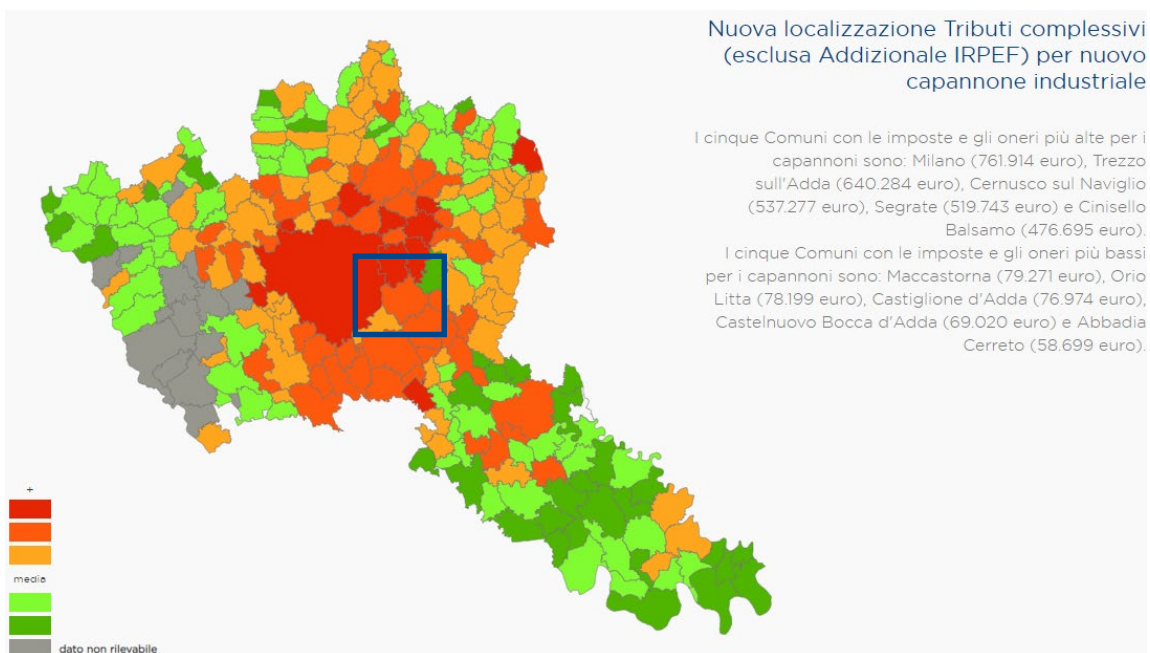 Nuova localizzazione Tributi complessivi
(esclusa Addizionale IRPEF) per nuovo
capannone industriale
I cinque Comuni con le imposte e gli oneri più alte per i
capannoni sono: Milano (761.914 euro), Trezzo
sull'Adda (640.284 euro), Cernusco sul Naviglio
(537.277 euro), Segrate (519.743 euro) e Cinisello
Balsamo (476.695 euro).
I cinque Comuni con le imposte e gli oneri più bassi
per i capannoni sono: Maccastorna (79.271 euro), Orio
Litta (78.199 euro), Castiglione d'Adda (76.974 euro),
Castelnuovo Bocca d'Adda (69.020 euro) e Abbadia
Cerreto (58.699 euro).
+
media
dato non rilevabile